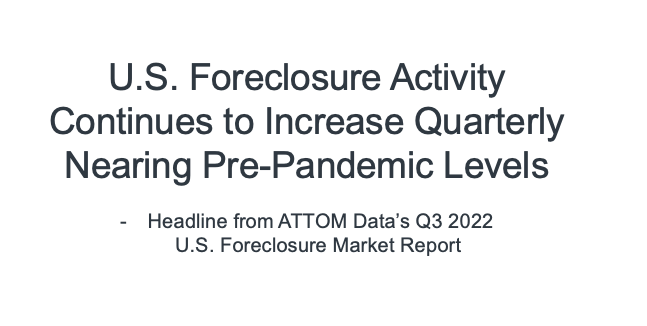 U.S. Foreclosure Activity
Continues to Increase Quarterly
Nearing Pre-Pandemic Levels
- Headline from ATTOM Data's Q3 2022
U.S. Foreclosure Market Report